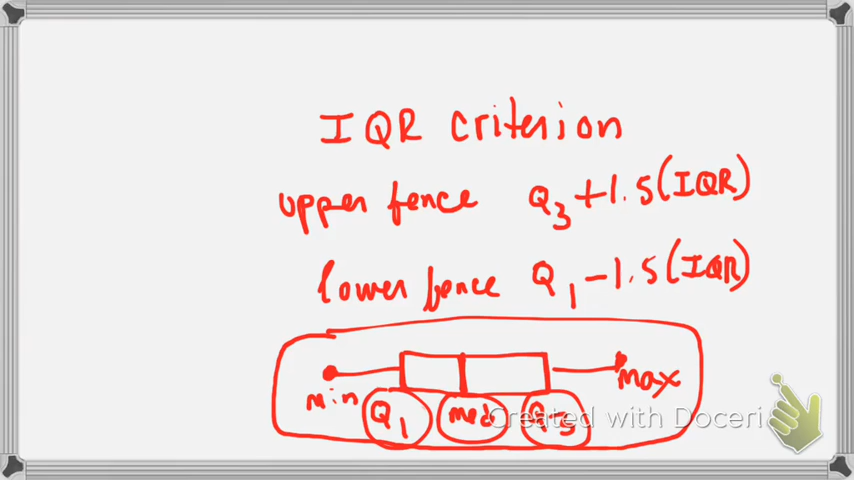 IQR criterion
upper fence Q3 + 1.5(IQR)
lower fence Q1 - 1.5(IQR)
min max
Q1 med Q3
Created with Doceri